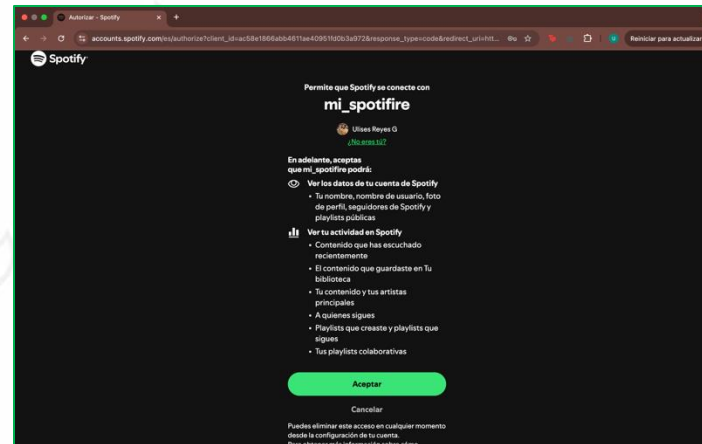 Autorizar - Spotify
accounts.spotify.com/es/authorize?client_id=ac58e1866abb4611ae40951fd0b3a972&response_type=code&redirect_uri=htt...
Reiniciar para actualizar
Spotify
Permite que Spotify se conecte con
mi_spotifire
Ulises Reyes G
¿No eres tú?
En adelante, aceptas
que mi_spotifire podrá:
Ver los datos de tu cuenta de Spotify
• Tu nombre, nombre de usuario, foto
de perfil, seguidores de Spotify y
playlists públicas
Ver tu actividad en Spotify
• Contenido que has escuchado
recientemente
• El contenido que guardaste en Tu
biblioteca
• Tu contenido y tus artistas
principales
• A quienes sigues
• Playlists que creaste y playlists que
sigues
• Tus playlists colaborativas
Aceptar
Cancelar
Puedes eliminar este acceso en cualquier momento
desde la configuración de tu cuenta.